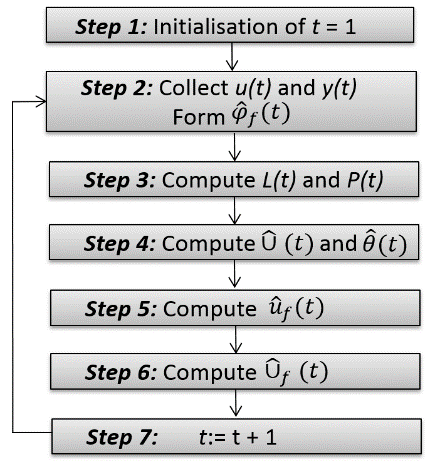 Step 1: Initialisation of t = 1
Step 2: Collect u(t) and y(t)
Form φ̂_f(t)
Step 3: Compute L(t) and P(t)
Step 4: Compute Û (t) and θ̂(t)
Step 5: Compute û_f(t)
Step 6: Compute Û_f (t)
Step 7: t:= t + 1